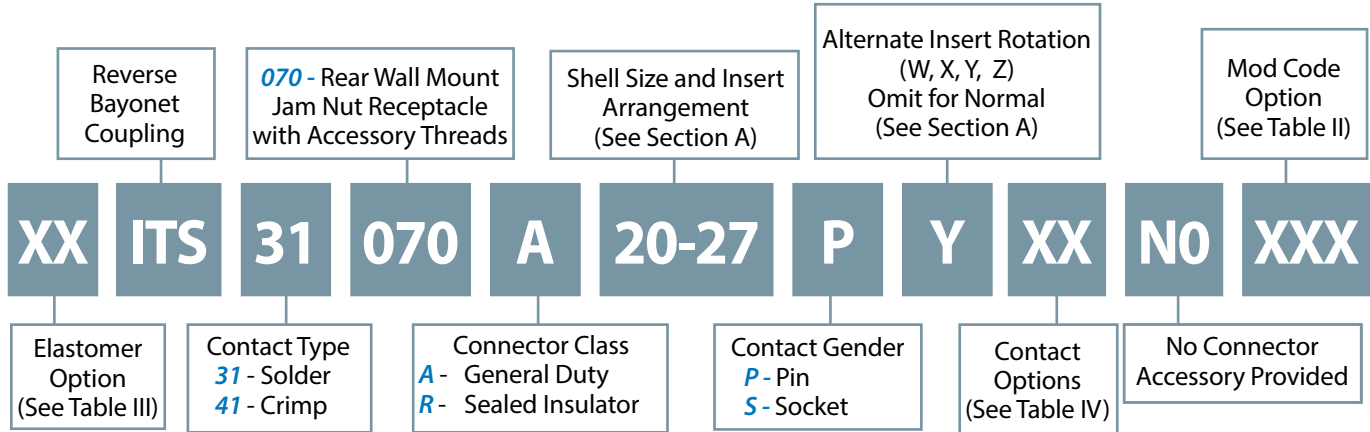 Reverse
Bayonet
Coupling
070 - Rear Wall Mount
Jam Nut Receptacle
with Accessory Threads
Shell Size and Insert
Arrangement
(See Section A)
Alternate Insert Rotation
(W, X, Y, Z)
Omit for Normal
(See Section A)
Mod Code
Option
(See Table II)
XX ITS 31 070 A 20-27 P Y XX N0 XXX
Elastomer
Option
(See Table III)
Contact Type
31 - Solder
41 - Crimp
Connector Class
A - General Duty
R - Sealed Insulator
Contact Gender
P - Pin
S - Socket
Contact
Options
(See Table IV)
No Connector
Accessory Provided